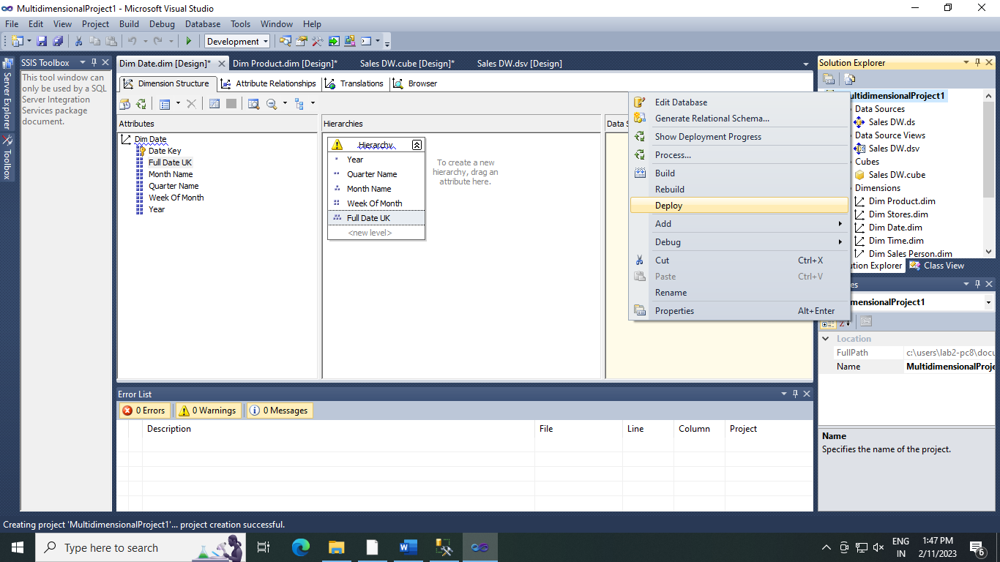 MultidimensionalProject1 - Microsoft Visual Studio
File Edit View Project Build Debug Database Tools Window Help
Development
Server Explorer
Toolbox
SSIS Toolbox
This tool window can
only be used by a SQL
Server Integration
Services package
document.
Dim Date.dim [Design]* Dim Product.dim [Design]* Sales DW.cube [Design]* Sales DW.dsv [Design]
Dimension Structure Attribute Relationships Translations Browser
Attributes
Dim Date
Date Key
Full Date UK
Month Name
Quarter Name
Week Of Month
Year
Hierarchies
Hierarchy
Year
Quarter Name
Month Name
Week Of Month
Full Date UK
<new level>
To create a new
hierarchy, drag an
attribute here.
Data S
Edit Database
Generate Relational Schema...
Show Deployment Progress
Process...
Build
Rebuild
Deploy
Add
Debug
Cut Ctrl+X
Paste Ctrl+V
Rename
Properties Alt+Enter
Solution Explorer
ultidimensionalProject1
Data Sources
Sales DW.ds
Data Source Views
Sales DW.dsv
Cubes
Sales DW.cube
Dimensions
Dim Product.dim
Dim Stores.dim
Dim Date.dim
Dim Time.dim
Dim Sales Person.dim
ution Explorer Class View
es
mensionalProject1
Location
FullPath c:\users\lab2-pc8\docu
Name MultidimensionalProje
Name
Specifies the name of the project.
Error List
0 Errors 0 Warnings 0 Messages
Description File Line Column Project
Creating project 'MultidimensionalProject1'... project creation successful.
Type here to search
ENG
IN
1:47 PM
2/11/2023
6